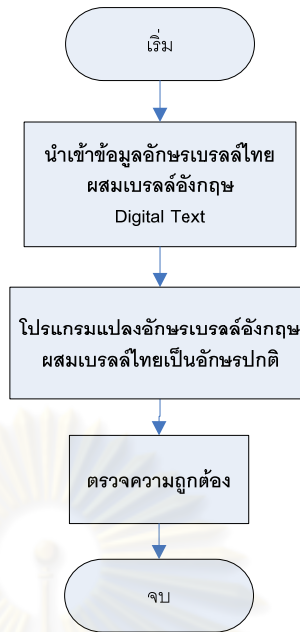 เริ่ม
นำเข้าข้อมูลอักษรเบรลล์ไทย
ผสมเบรลล์อังกฤษ
Digital Text
โปรแกรมแปลงอักษรเบรลล์อังกฤษ
ผสมเบรลล์ไทยเป็นอักษรปกติ
ตรวจความถูกต้อง
จบ